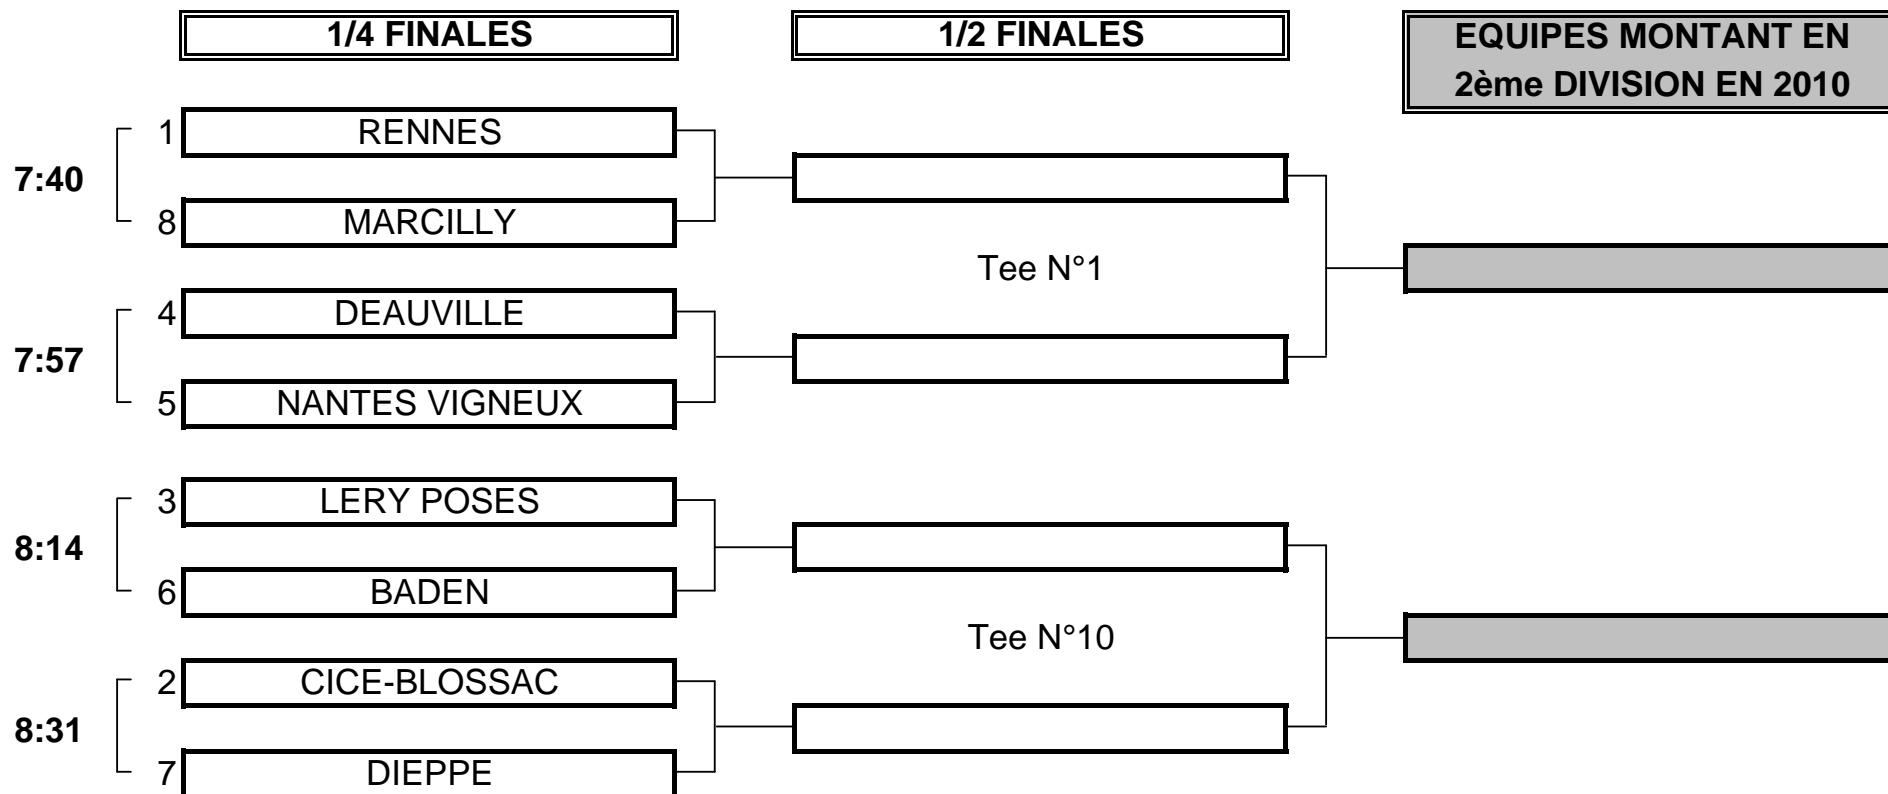 1/4 FINALES
1/2 FINALES
EQUIPES MONTANT EN
2ème DIVISION EN 2010
1 RENNES
7:40
8 MARCILLY
Tee N°1
4 DEAUVILLE
7:57
5 NANTES VIGNEUX
3 LERY POSES
8:14
6 BADEN
Tee N°10
2 CICE-BLOSSAC
8:31
7 DIEPPE